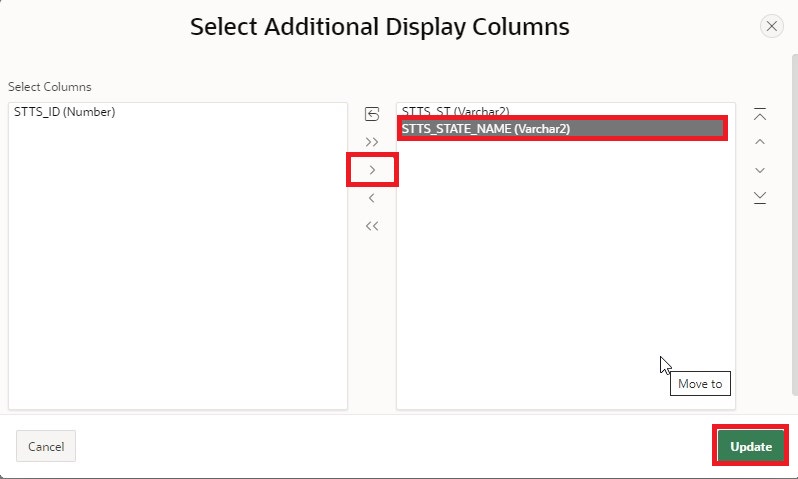 Select Additional Display Columns
Select Columns
STTS_ID (Number)
STTS_ST (Varchar2)
STTS_STATE_NAME (Varchar2)
Move to
Cancel
Update